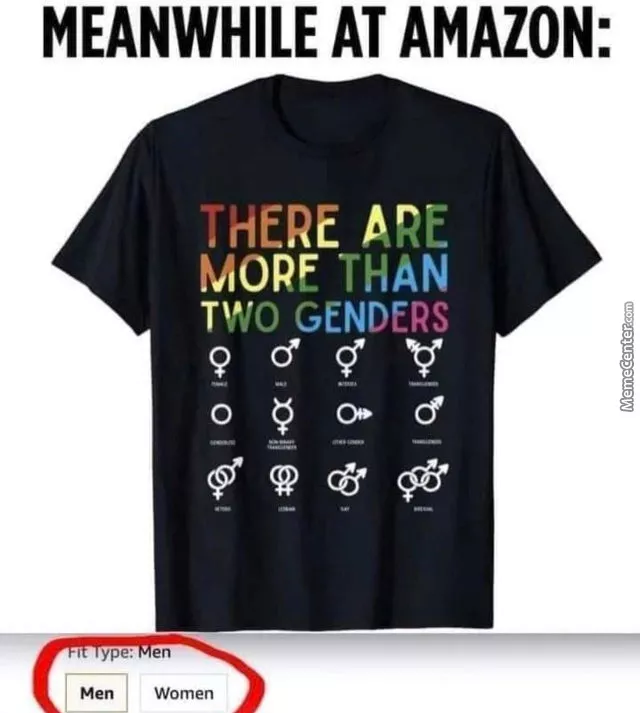 MEANWHILE AT AMAZON:
THERE ARE
MORE THAN
TWO GENDERS
FEMALE MALE INTERSEX TRANSGENDER
GENDERLESS NON-BINARY OTHER GENDER TRANSGENDER
TRANSGENDER
HETERO LESBIAN GAY BISEXUAL
MemeCenter.com
Fit Type: Men
Men Women